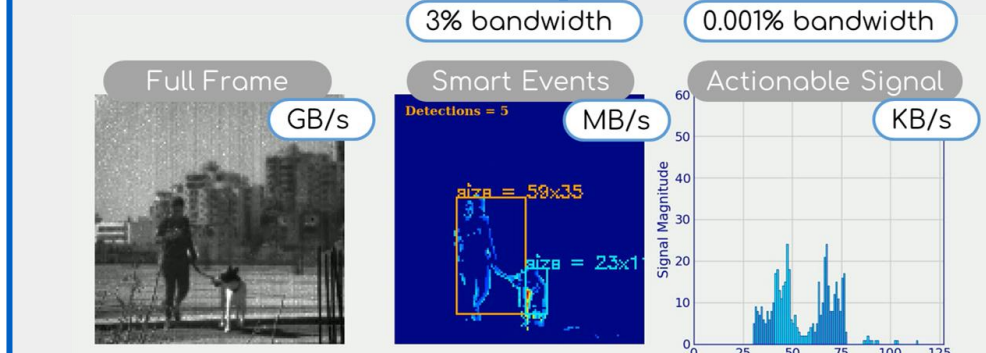 3% bandwidth
0.001% bandwidth
Full Frame
Smart Events
Actionable Signal
GB/s
MB/s
KB/s
Detections = 5
size = 59x35
size = 23x1
Signal Magnitude
60
50
40
30
20
10
0
0 25 50 75 100 125